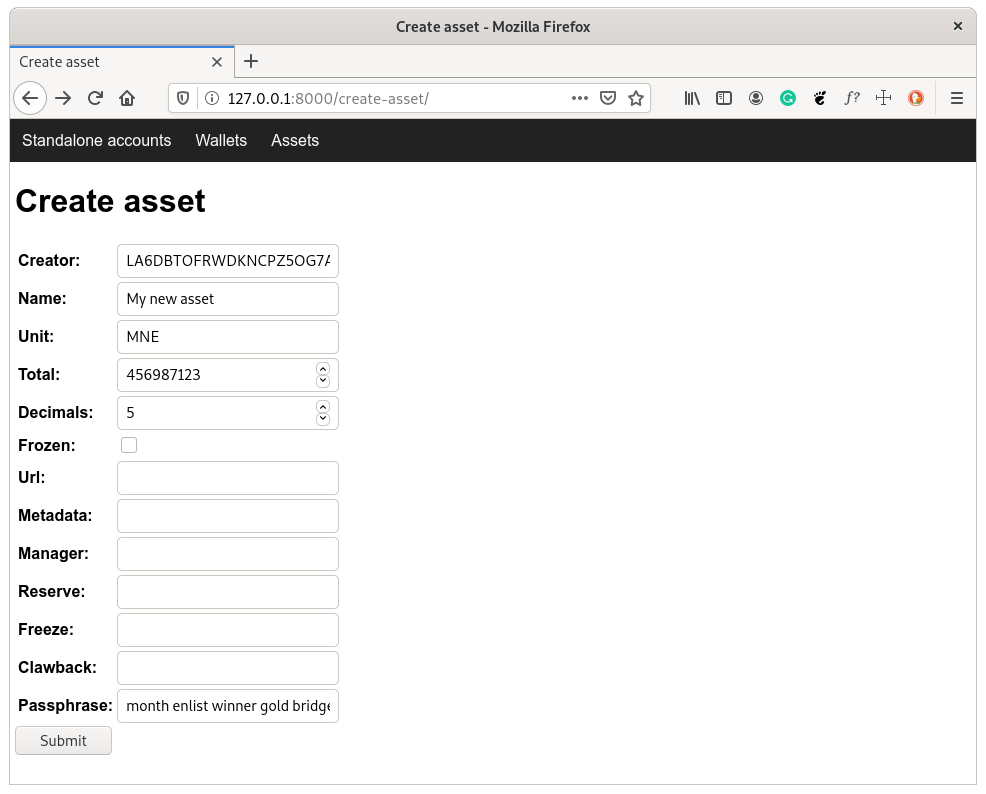 Create asset - Mozilla Firefox
Create asset
127.0.0.1:8000/create-asset/
f?
Standalone accounts Wallets Assets
Create asset
Creator: LA6DBTOFRWDKNCPZ5OG7A
Name: My new asset
Unit: MNE
Total: 456987123
Decimals: 5
Frozen:
Url:
Metadata:
Manager:
Reserve:
Freeze:
Clawback:
Passphrase: month enlist winner gold bridge
Submit